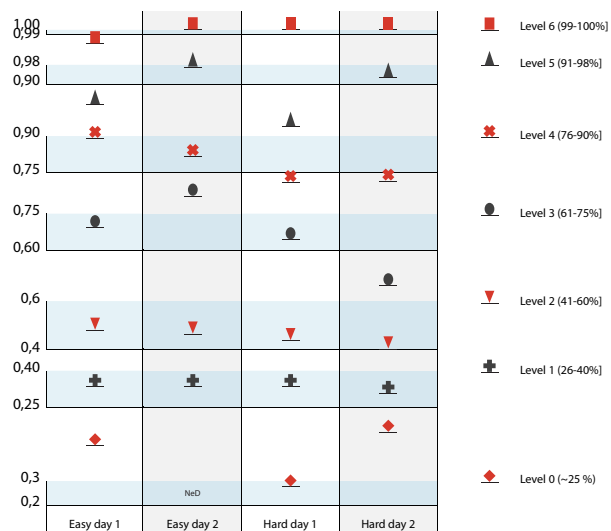 1.00
0,99
Level 6 (99-100%]
0,98
Level 5 (91-98%]
0,90
0,90
Level 4 (76-90%]
0,75
0,75
Level 3 (61-75%]
0,60
0,6
Level 2 (41-60%]
0,4
0,40
Level 1 (26-40%]
0,25
0,3
Level 0 (~25 %)
NeD
0,2
Easy day 1 Easy day 2 Hard day 1 Hard day 2